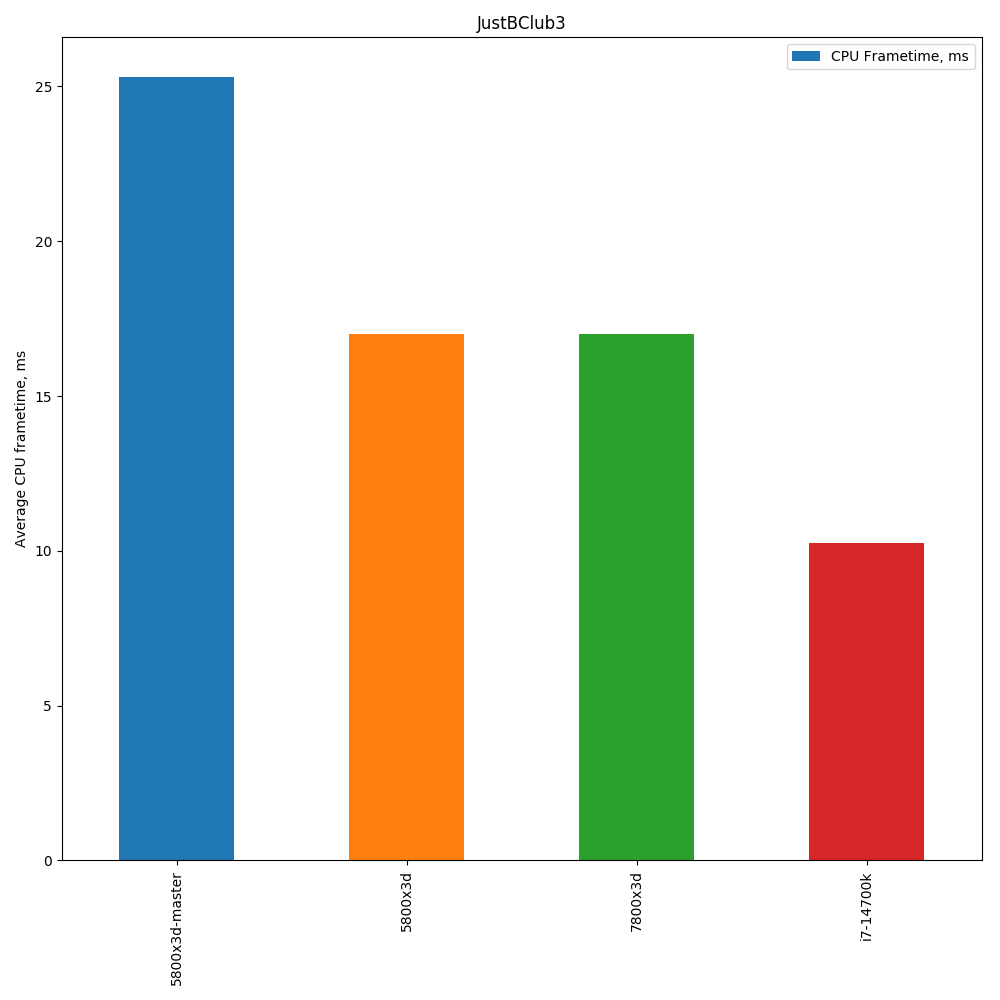 JustBClub3
CPU Frametime, ms
Average CPU frametime, ms
25
20
15
10
5
0
5800x3d-master
5800x3d
7800x3d
i7-14700k